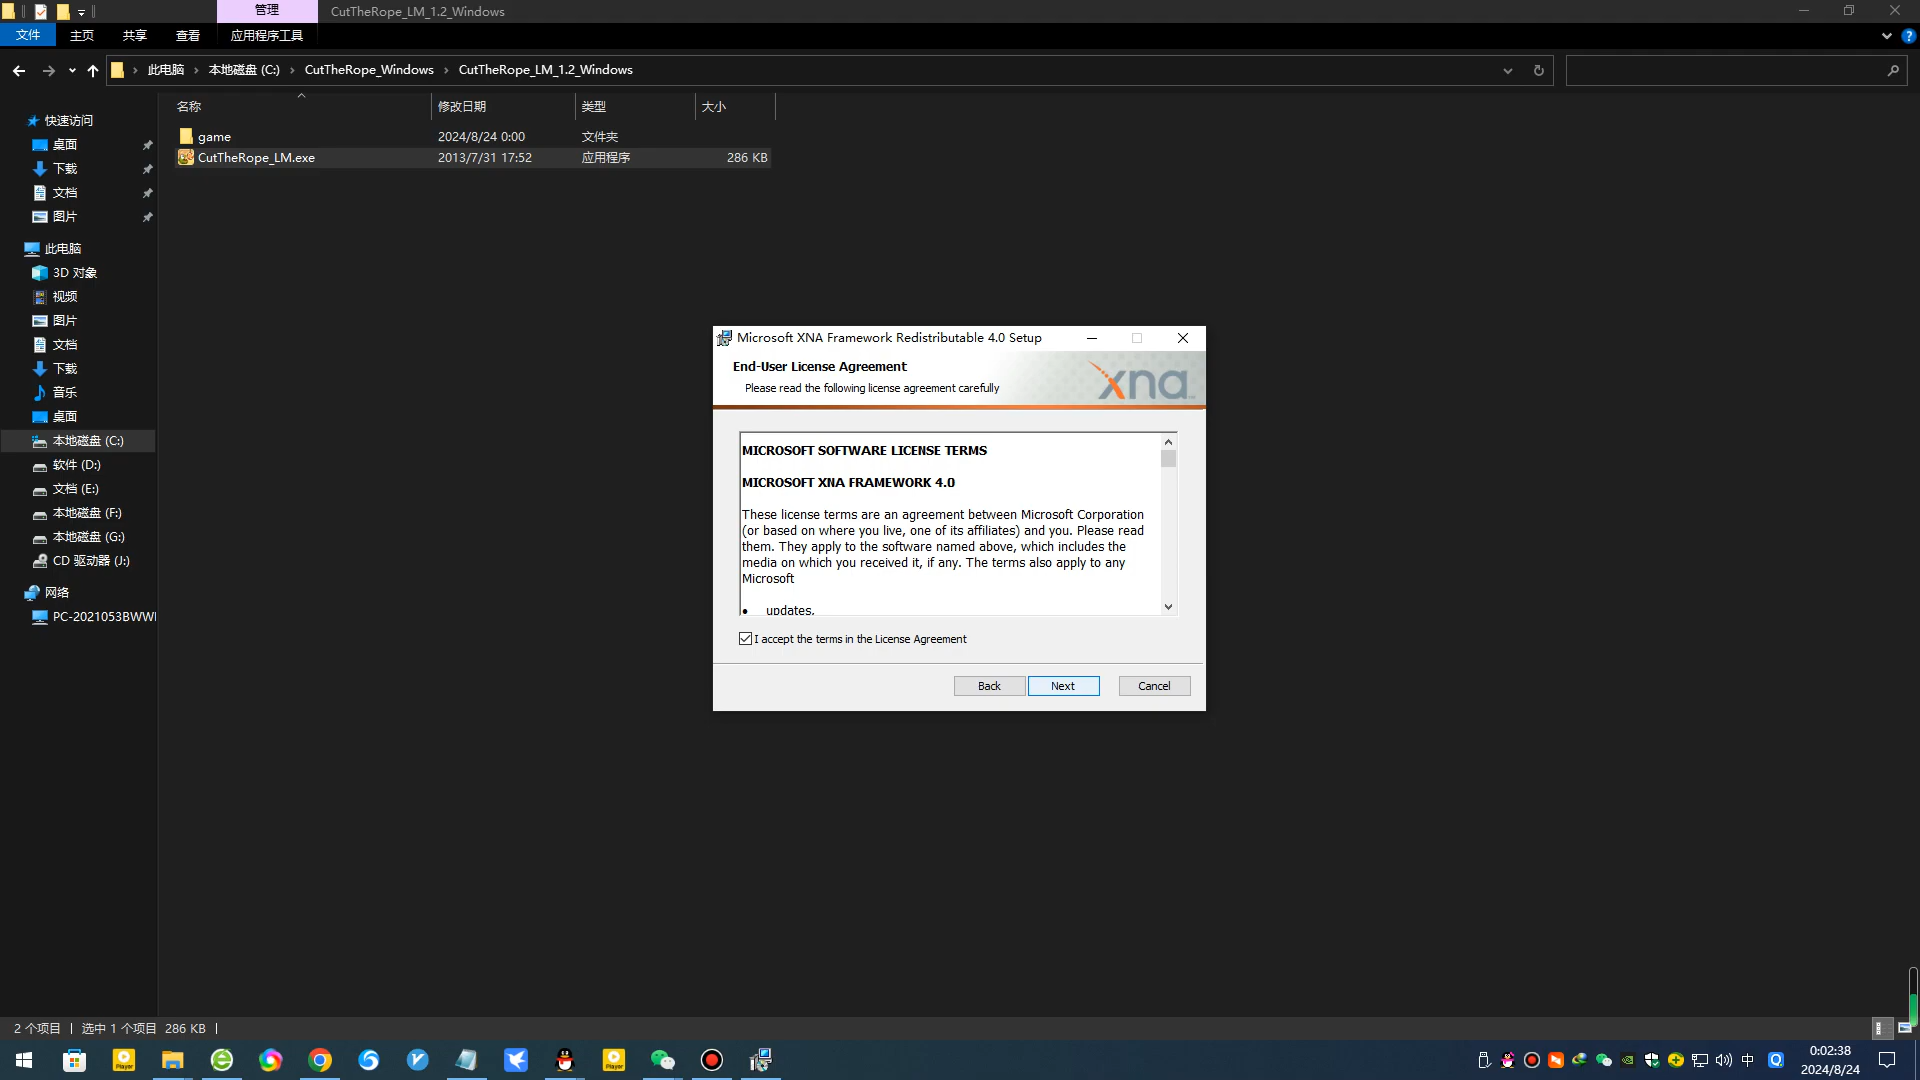 管理
CutTheRope_LM_1.2_Windows
文件
主页
共享
查看
应用程序工具
此电脑 › 本地磁盘 (C:) › CutTheRope_Windows › CutTheRope_LM_1.2_Windows
名称
修改日期
类型
大小
game
2024/8/24 0:00
文件夹
CutTheRope_LM.exe
2013/7/31 17:52
应用程序
286 KB
快速访问
桌面
下载
文档
图片
此电脑
3D 对象
视频
图片
文档
下载
音乐
桌面
本地磁盘 (C:)
软件 (D:)
文档 (E:)
本地磁盘 (F:)
本地磁盘 (G:)
CD 驱动器 (J:)
网络
PC-2021053BWW
Microsoft XNA Framework Redistributable 4.0 Setup
End-User License Agreement
Please read the following license agreement carefully
xna
MICROSOFT SOFTWARE LICENSE TERMS
MICROSOFT XNA FRAMEWORK 4.0
These license terms are an agreement between Microsoft Corporation
(or based on where you live, one of its affiliates) and you. Please read
them. They apply to the software named above, which includes the
media on which you received it, if any. The terms also apply to any
Microsoft
• updates,
I accept the terms in the License Agreement
Back
Next
Cancel
2 个项目
选中 1 个项目 286 KB
Player
Player
中
0:02:38
2024/8/24